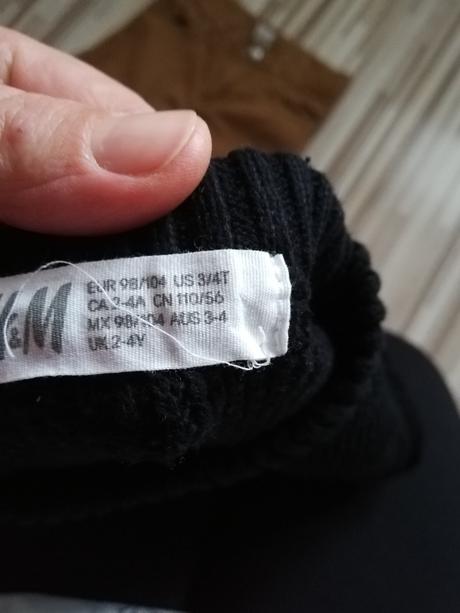 H&M
EUR 98/104 US 3/4T
CA 2-4A CN 110/56
MX 98/104 AUS 3-4
UK 2-4Y